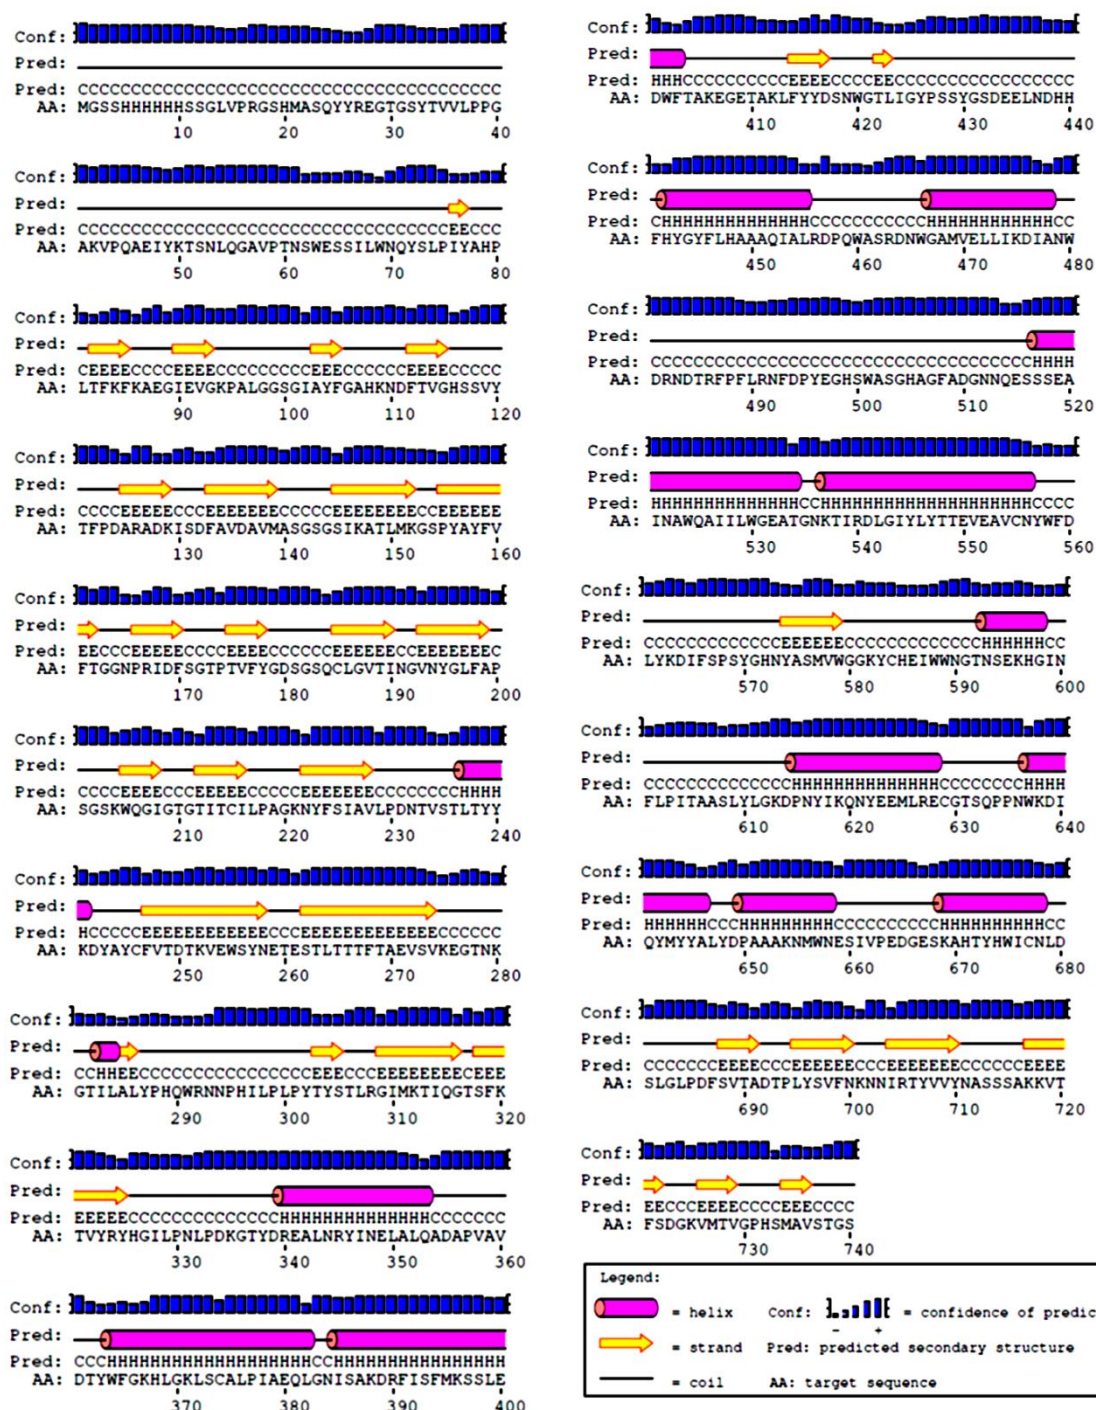 Conf:
Pred:
Pred: CCCCCCCCCCCCCCCCCCCCCCCCCCCCCCCCCCCCCCCC
AA: MGSSHHHHHHSSGLVPRGSHMASQYYREGTGSYTVVLPPG
10 20 30 40
Conf:
Pred:
Pred: CCCCCCCCCCCCCCCCCCCCCCCCCCCCCCCCCCCEECCC
AA: AKVPQAEIYKTSNLQGAVPTNSWESSILWNQYSLPIYAHP
50 60 70 80
Conf:
Pred:
Pred: CEEEECCCCEEEECCCCCCCCCEEECCCCCCEEEECCCCC
AA: LTFKFKAEGIEVGKPALGGSGIAYFGAHKNDFTVGHSSVY
90 100 110 120
Conf:
Pred:
Pred: CCCCEEEEECCCEEEEEEECCCCCEEEEEEEECCEEEEEE
AA: TFPDARADKISDFAVDAVMASGSGSIKATLMKGSPYAYFV
130 140 150 160
Conf:
Pred:
Pred: EECCCEEEEECCCCEEEECCCCCCEEEEEECCEEEEEEEC
AA: FTGGNPRIDFSGTPTVFYGDSGSQCLGVTINGVNYGLFAP
170 180 190 200
Conf:
Pred:
Pred: CCCCEEEECCCEEEEECCCCCEEEEEEECCCCCCCCHHHH
AA: SGSKWQGIGTGTITCILPAGKNYFSIAVLPDNTVSTLTYY
210 220 230 240
Conf:
Pred:
Pred: HCCCCCEEEEEEEEEEEECCCEEEEEEEEEEEEECCCCCC
AA: KDYAYCFVTDTKVEWSYNETESTLTTTFTAEVSVKEGTNK
250 260 270 280
Conf:
Pred:
Pred: CCHHEECCCCCCCCCCCCCCCCEEECCCEEEEEEEECEEE
AA: GTILALYPHQWRNNPHILPLPYTYSTLRGIMKTIQGTSFK
290 300 310 320
Conf:
Pred:
Pred: EEEEECCCCCCCCCCCCCCHHHHHHHHHHHHHHCCCCCCC
AA: TVYRYHGILPNLPDKGTYDREALNRYINELALQADAPVAV
330 340 350 360
Conf:
Pred:
Pred: CCCHHHHHHHHHHHHHHHHHHHCCHHHHHHHHHHHHHHHH
AA: DTYWFGKHLGKLSCALPIAEQLGNISAKDRFISFMKSSLE
370 380 390 400
Conf:
Pred:
Pred: HHHCCCCCCCCCCEEEECCCCEECCCCCCCCCCCCCCCCC
AA: DWFTAKEGETAKLFYYDSNWGTLIGYPSSYGSDEELNDHH
410 420 430 440
Conf:
Pred:
Pred: CHHHHHHHHHHHHHHCCCCCCCCCCCHHHHHHHHHHHHCC
AA: FHYGYFLHAAAQIALRDPQWASRDNWGAMVELLIKDIANW
450 460 470 480
Conf:
Pred:
Pred: CCCCCCCCCCCCCCCCCCCCCCCCCCCCCCCCCCCCHHHH
AA: DRNDTRFPFLRNFDPYEGHSWASGHAGFADGNNQESSSEA
490 500 510 520
Conf:
Pred:
Pred: HHHHHHHHHHHHHHCCHHHHHHHHHHHHHHHHHHHHCCCC
AA: INAWQAIILWGEATGNKTIRDLGIYLYTTEVEAVCNYWFD
530 540 550 560
Conf:
Pred:
Pred: CCCCCCCCCCCCCEEEEEECCCCCCCCCCCCCHHHHHHCC
AA: LYKDIFSPSYGHNYASMVWGGKYCHEIWWNGTNSEKHGIN
570 580 590 600
Conf:
Pred:
Pred: CCCCCCCCCCCCCCHHHHHHHHHHHHHHCCCCCCCCHHHH
AA: FLPITAASLYLGKDPNYIKQNYEEMLRECGTSQPPNWKDI
610 620 630 640
Conf:
Pred:
Pred: HHHHHHCCCHHHHHHHHHCCCCCCCCCCHHHHHHHHHHCC
AA: QYMYYALYDPAAAKNMWNESIVPEDGESKAHTYHWICNLD
650 660 670 680
Conf:
Pred:
Pred: CCCCCCCEEEECCCEEEEEECCCEEEEEEECCCCCCEEEE
AA: SLGLPDFSVTADTPLYSVFNKNNIRTYVVYNASSSAKKVT
690 700 710 720
Conf:
Pred:
Pred: EECCCEEEECCCCEEECCCC
AA: FSDGKVMTVGPHSMAVSTGS
730 740
Legend:
= helix Conf: - + = confidence of predic
= strand Pred: predicted secondary structure
= coil AA: target sequence